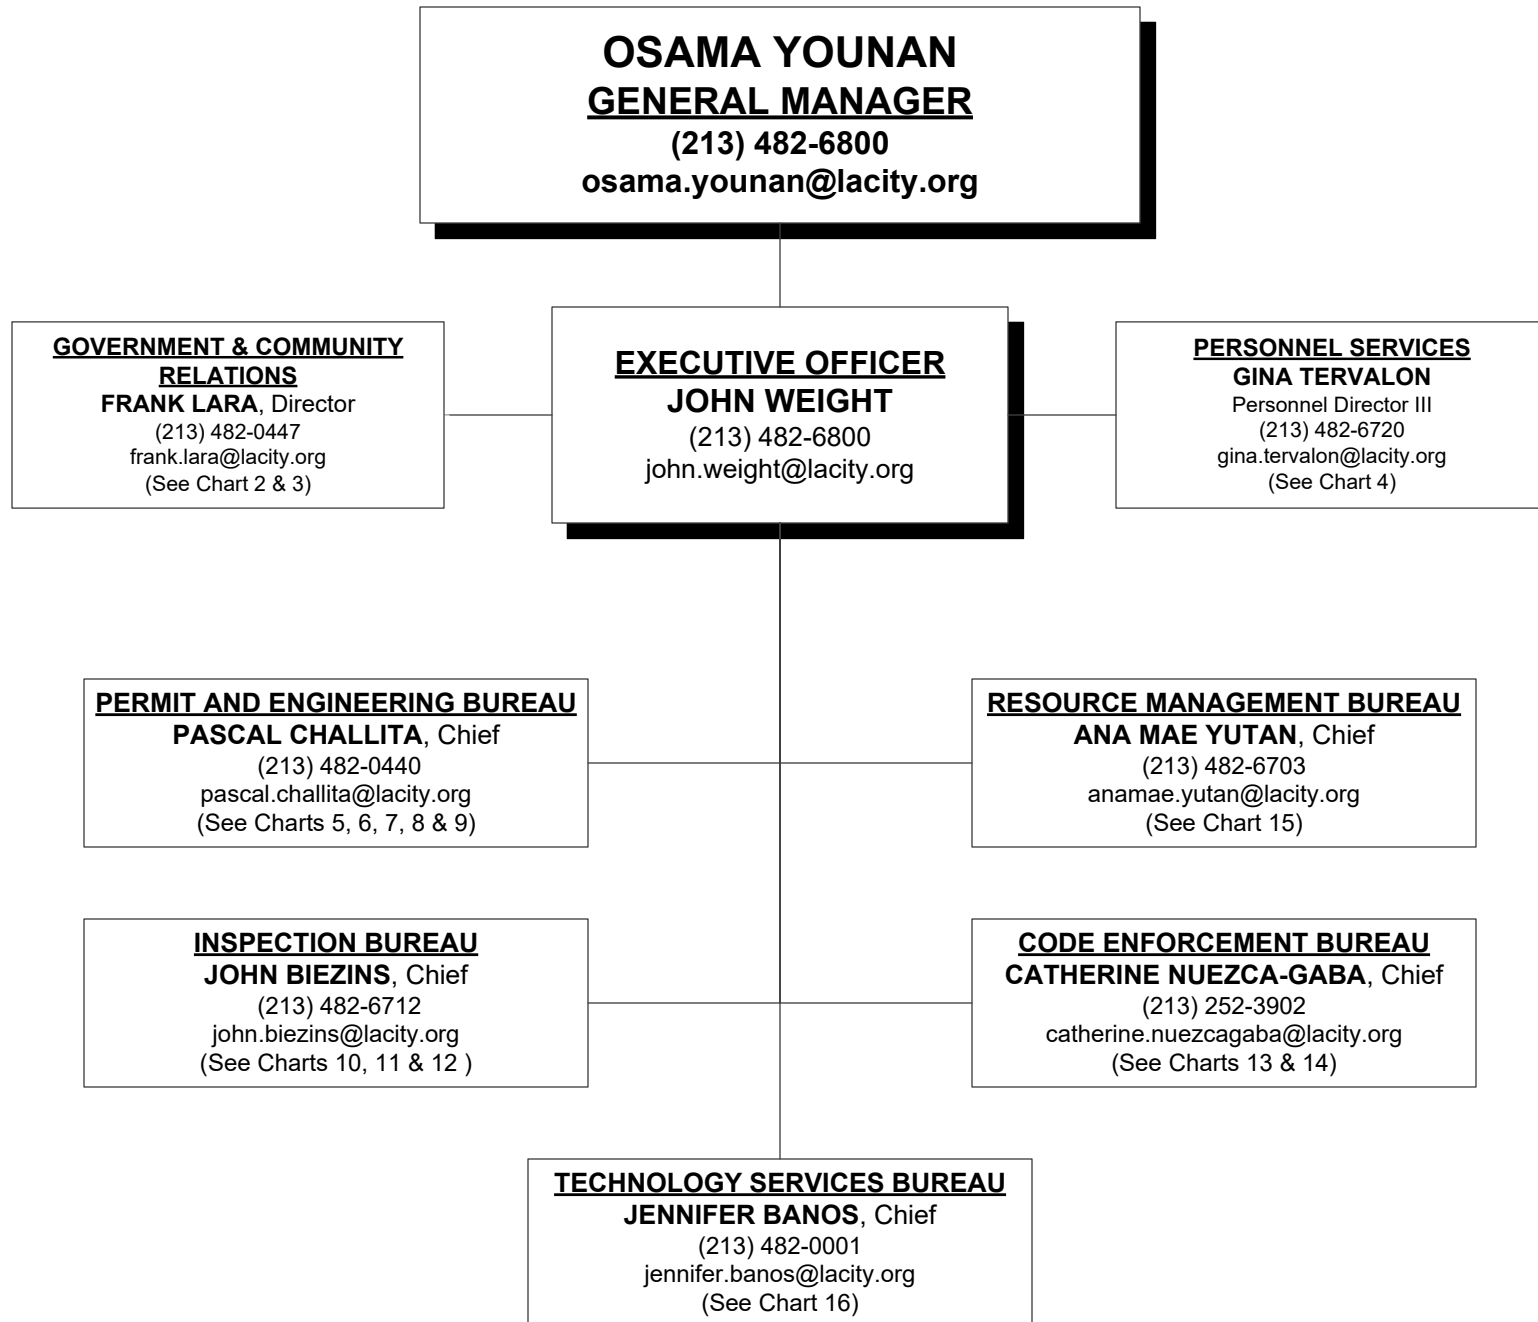 OSAMA YOUNAN
GENERAL MANAGER
(213) 482-6800
osama.younan@lacity.org
GOVERNMENT & COMMUNITY
RELATIONS
FRANK LARA, Director
(213) 482-0447
frank.lara@lacity.org
(See Chart 2 & 3)
EXECUTIVE OFFICER
JOHN WEIGHT
(213) 482-6800
john.weight@lacity.org
PERSONNEL SERVICES
GINA TERVALON
Personnel Director III
(213) 482-6720
gina.tervalon@lacity.org
(See Chart 4)
PERMIT AND ENGINEERING BUREAU
PASCAL CHALLITA, Chief
(213) 482-0440
pascal.challita@lacity.org
(See Charts 5, 6, 7, 8 & 9)
RESOURCE MANAGEMENT BUREAU
ANA MAE YUTAN, Chief
(213) 482-6703
anamae.yutan@lacity.org
(See Chart 15)
INSPECTION BUREAU
JOHN BIEZINS, Chief
(213) 482-6712
john.biezins@lacity.org
(See Charts 10, 11 & 12 )
CODE ENFORCEMENT BUREAU
CATHERINE NUEZCA-GABA, Chief
(213) 252-3902
catherine.nuezcagaba@lacity.org
(See Charts 13 & 14)
TECHNOLOGY SERVICES BUREAU
JENNIFER BANOS, Chief
(213) 482-0001
jennifer.banos@lacity.org
(See Chart 16)